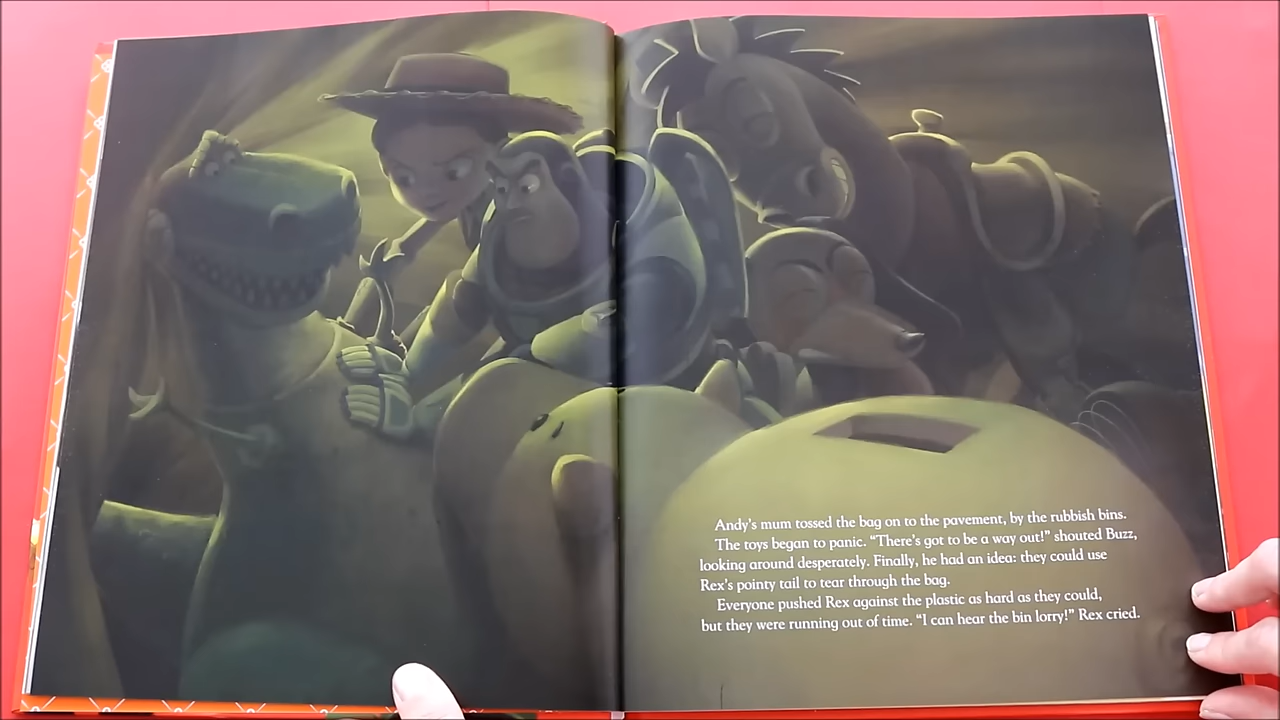 Andy's mum tossed the bag on to the pavement, by the rubbish bins.
The toys began to panic. “There's got to be a way out!” shouted Buzz,
looking around desperately. Finally, he had an idea: they could use
Rex's pointy tail to tear through the bag.
Everyone pushed Rex against the plastic as hard as they could,
but they were running out of time. “I can hear the bin lorry!” Rex cried.